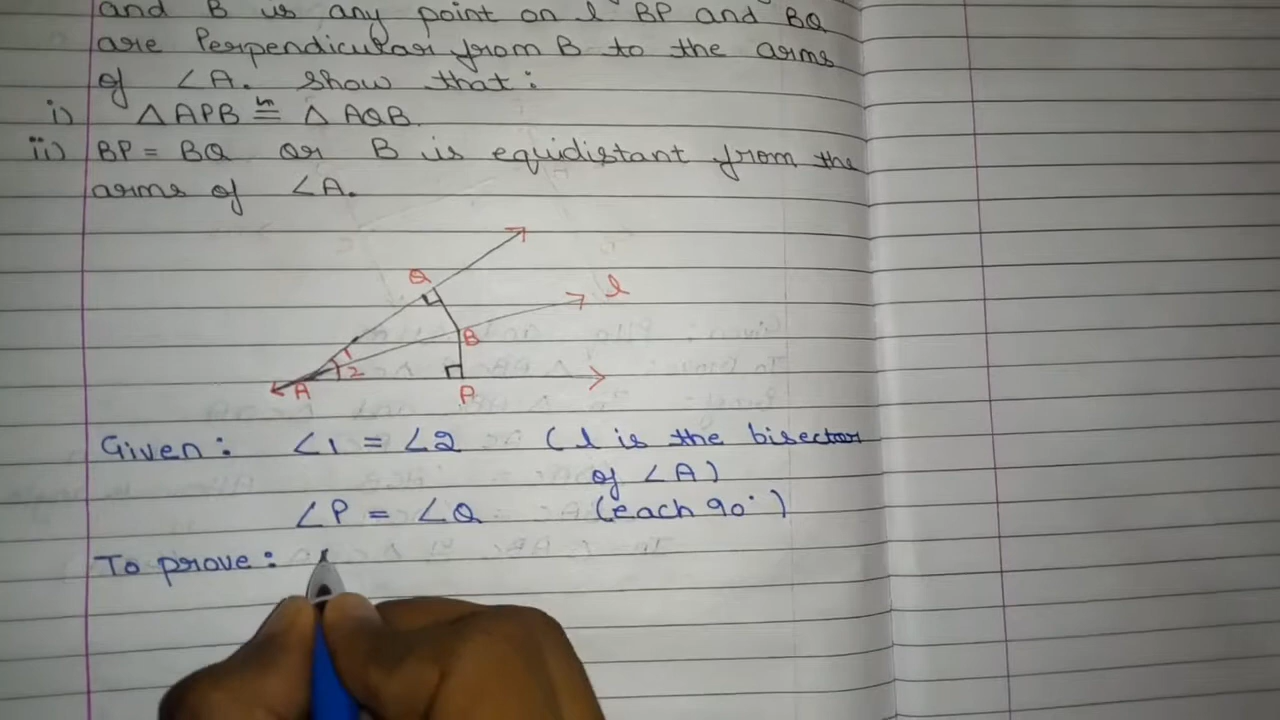 and B is any point on l BP and BQ
are Perpendicular from B to the arms
of ∠A. Show that:
i) △APB ≅ △AQB.
ii) BP = BQ or B is equidistant from the
arms of ∠A.
Q
l
1
B
2
A
P
Given: ∠1 = ∠2 (l is the bisector
of ∠A)
∠P = ∠Q (each 90°)
To prove: